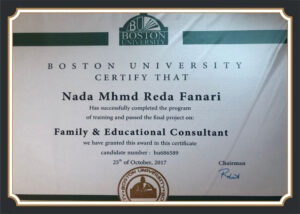 BOSTON
UNIVERSITY
BOSTON UNIVERSITY
CERTIFY THAT
Nada Mhmd Reda Fanari
Has successfully completed the program
of training and passed the final project on:
Family & Educational Consultant
we have granted this award in this certificate
candidate number : bu686589
25th of October, 2017
Chairman
BOSTON UNIVERSITY